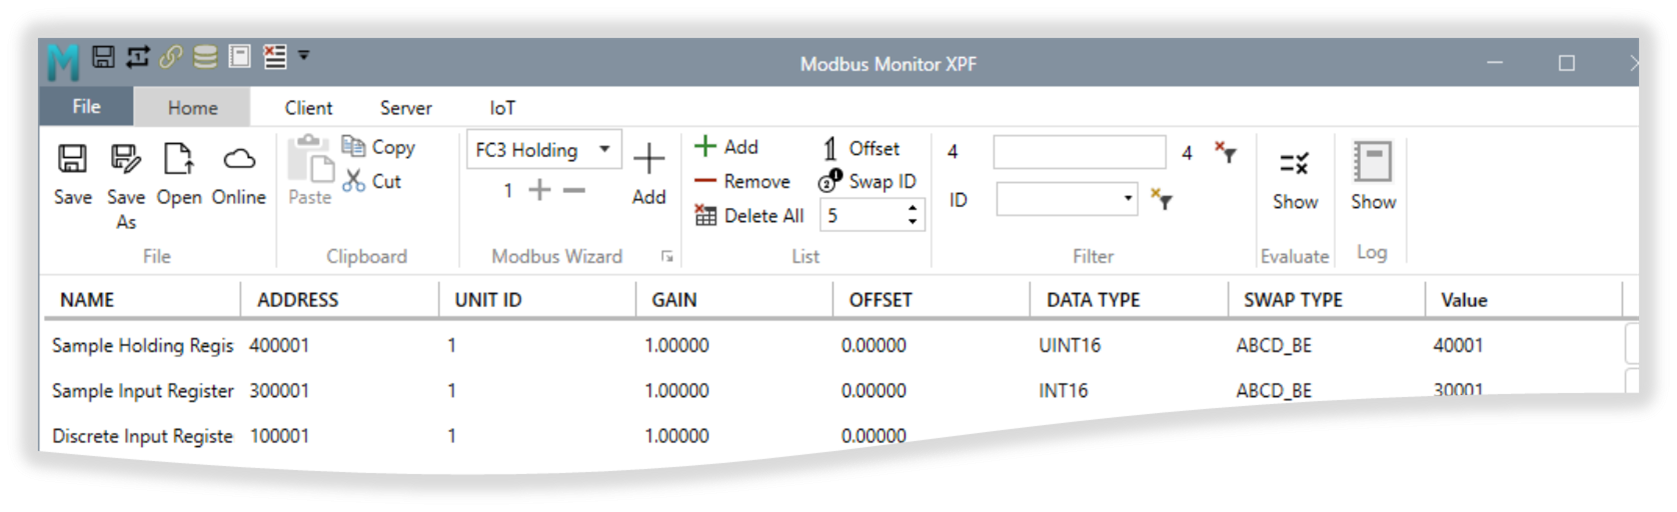 Modbus Monitor XPF
File Home Client Server IoT
Save Save As Open Online
Paste Copy Cut
FC3 Holding
1
Add
Add Remove Delete All
Offset Swap ID 5
4 4
ID
Show
Show
File Clipboard Modbus Wizard List Filter Evaluate Log
NAME ADDRESS UNIT ID GAIN OFFSET DATA TYPE SWAP TYPE Value
Sample Holding Regis 400001 1 1.00000 0.00000 UINT16 ABCD_BE 40001
Sample Input Register 300001 1 1.00000 0.00000 INT16 ABCD_BE 30001
Discrete Input Registe 100001 1 1.00000 0.00000